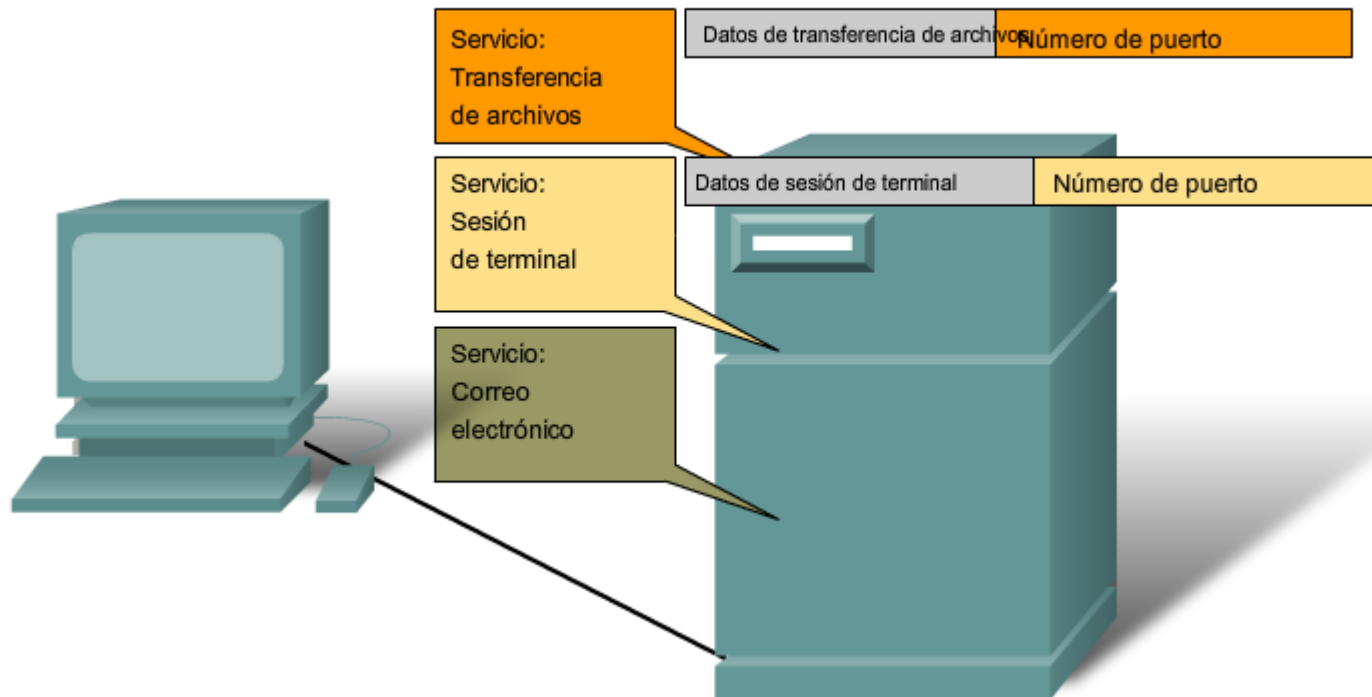 Servicio:
Transferencia
de archivos
Datos de transferencia de archivos
Número de puerto
Servicio:
Sesión
de terminal
Datos de sesión de terminal
Número de puerto
Servicio:
Correo
electrónico